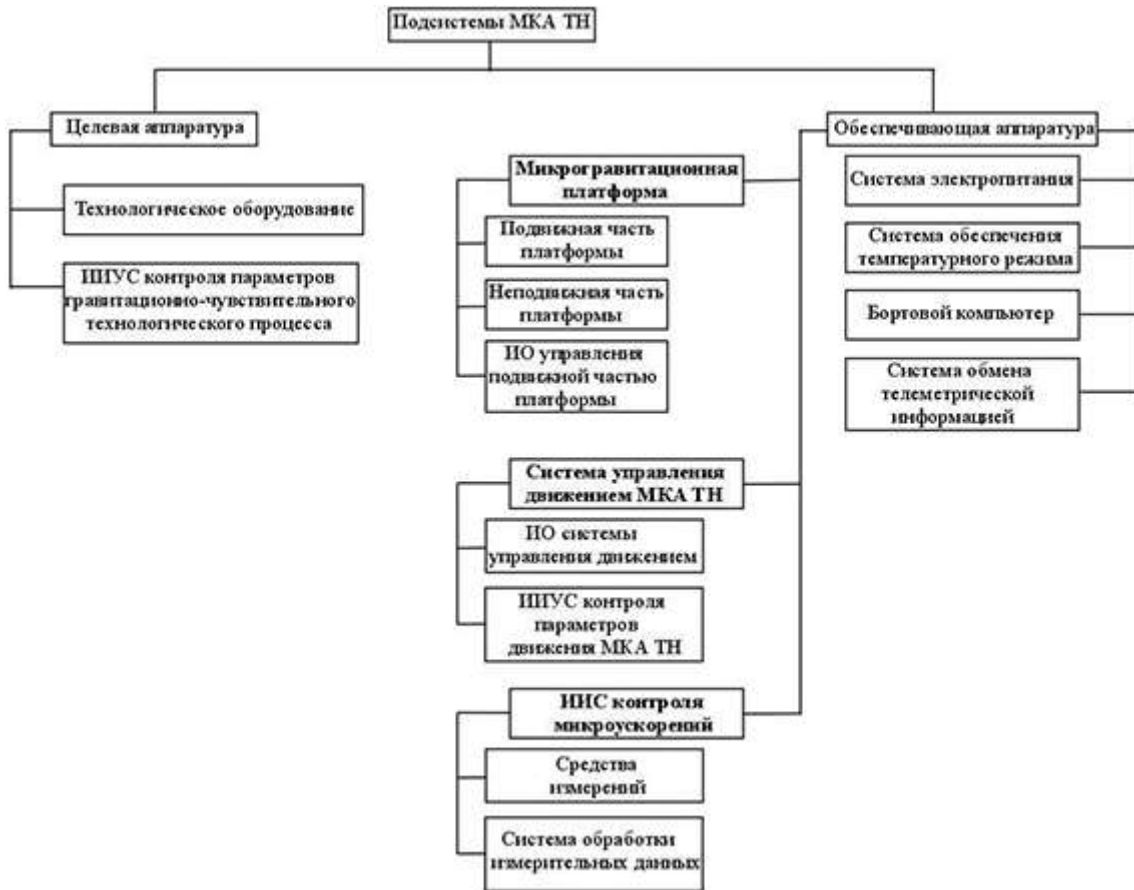 Подсистемы МКА ТН
Целевая аппаратура
Технологическое оборудование
ИИУС контроля параметров
гравитационно-чувствительного
технологического процесса
Обеспечивающая аппаратура
Микрогравитационная
платформа
Подвижная часть
платформы
Неподвижная часть
платформы
ИО управления
подвижной частью
платформы
Система управления
движением МКА ТН
ИО системы
управления движением
ИИУС контроля
параметров
движения МКА ТН
ИИС контроля
микроускорений
Средства
измерений
Система обработки
измерительных данных
Система электропитания
Система обеспечения
температурного режима
Бортовой компьютер
Система обмена
телеметрической
информацией